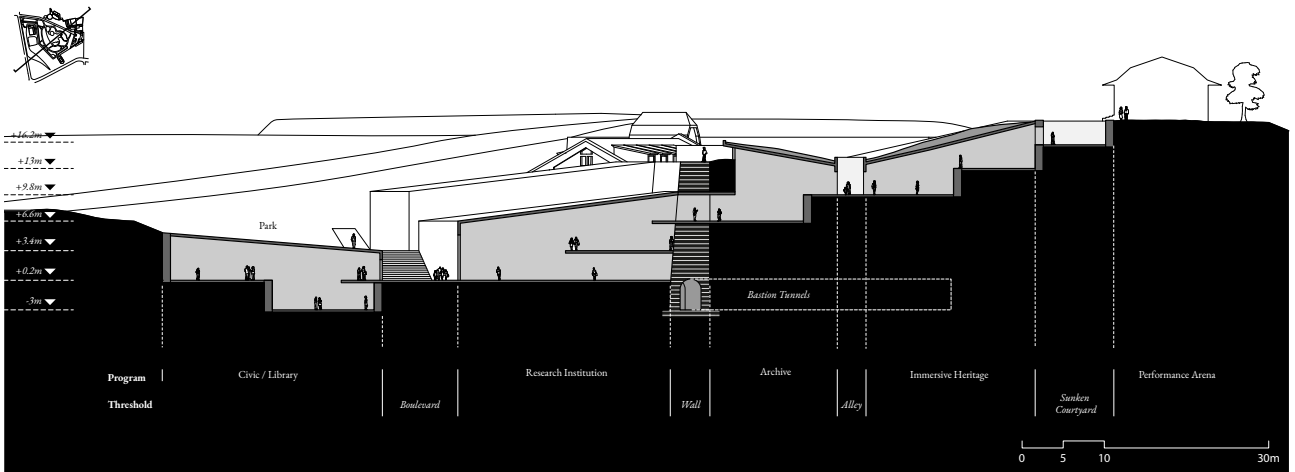 +16.2m
+13m
+9.8m
+6.6m
Park
+3.4m
+0.2m
-3m
Bastion Tunnels
Program
Civic / Library
Research Institution
Archive
Immersive Heritage
Performance Arena
Threshold
Boulevard
Wall
Alley
Sunken
Courtyard
0 5 10 30m